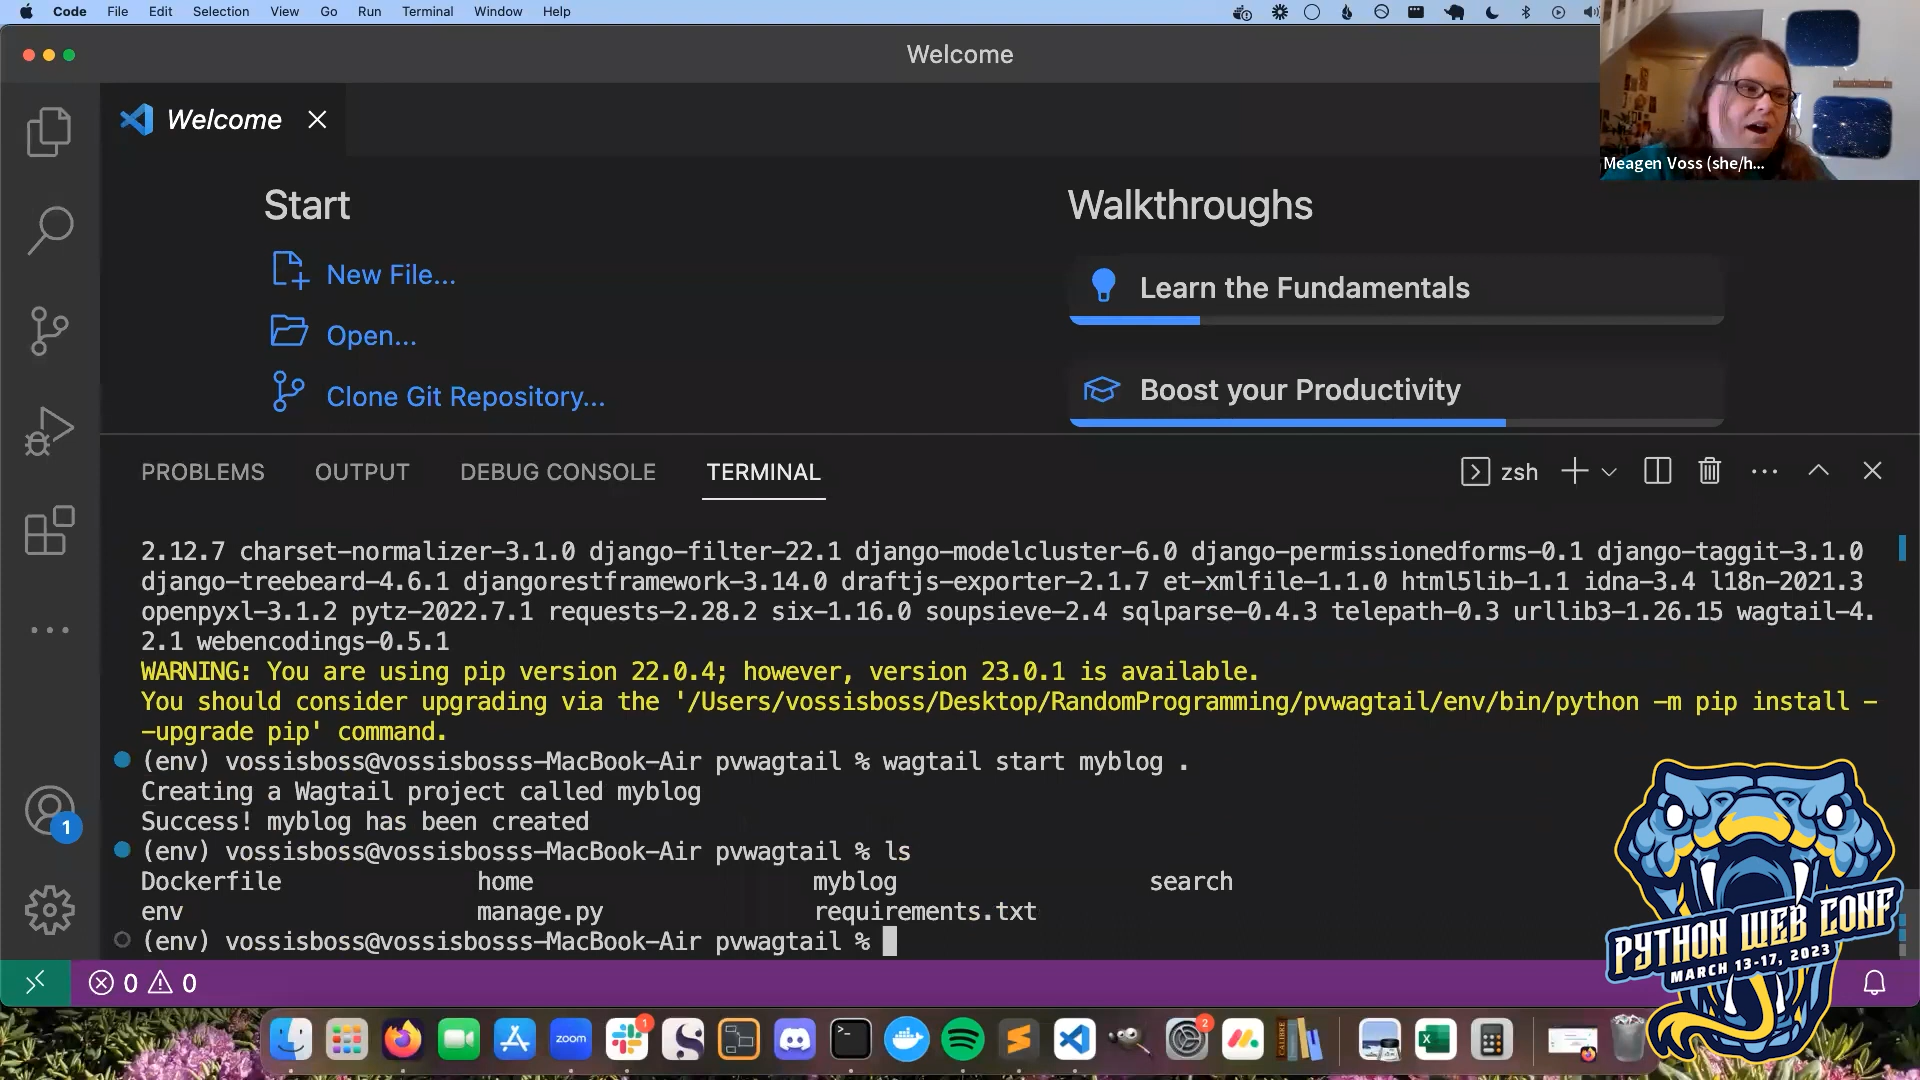 Code File Edit Selection View Go Run Terminal Window Help
Welcome
Meagen Voss (she/h...
Welcome
Start
Walkthroughs
New File...
Learn the Fundamentals
Open...
Clone Git Repository...
Boost your Productivity
PROBLEMS OUTPUT DEBUG CONSOLE TERMINAL
zsh
2.12.7 charset-normalizer-3.1.0 django-filter-22.1 django-modelcluster-6.0 django-permissionedforms-0.1 django-taggit-3.1.0
django-treebeard-4.6.1 djangorestframework-3.14.0 draftjs-exporter-2.1.7 et-xmlfile-1.1.0 html5lib-1.1 idna-3.4 l18n-2021.3
openpyxl-3.1.2 pytz-2022.7.1 requests-2.28.2 six-1.16.0 soupsieve-2.4 sqlparse-0.4.3 telepath-0.3 urllib3-1.26.15 wagtail-4.
2.1 webencodings-0.5.1
WARNING: You are using pip version 22.0.4; however, version 23.0.1 is available.
You should consider upgrading via the '/Users/vossisboss/Desktop/RandomProgramming/pvwagtail/env/bin/python -m pip install -
-upgrade pip' command.
(env) vossisboss@vossisbosss-MacBook-Air pvwagtail % wagtail start myblog .
Creating a Wagtail project called myblog
Success! myblog has been created
(env) vossisboss@vossisbosss-MacBook-Air pvwagtail % ls
Dockerfile home myblog search
env manage.py requirements.txt
(env) vossisboss@vossisbosss-MacBook-Air pvwagtail %
1
0 0
PYTHON WEB CONF
MARCH 13-17, 2023
zoom
1
2
CALIBRE
X